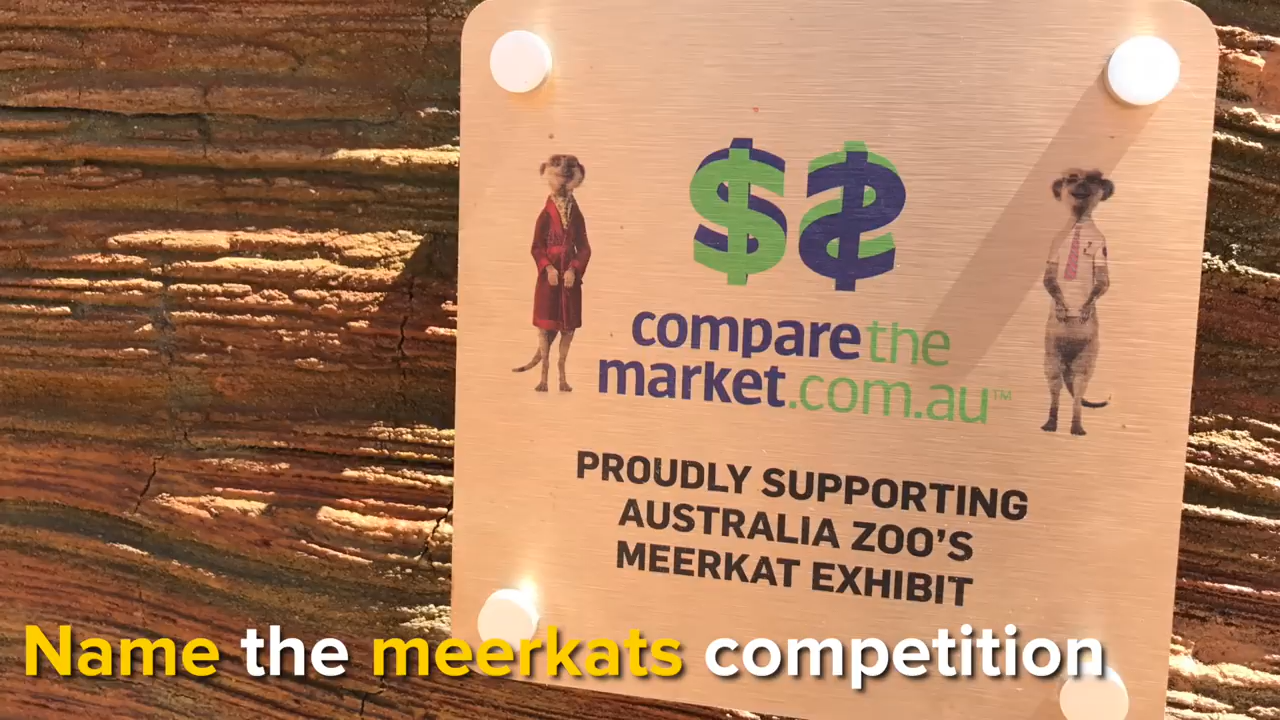 comparethe
market.com.au™
PROUDLY SUPPORTING
AUSTRALIA ZOO'S
MEERKAT EXHIBIT
Name the meerkats competition